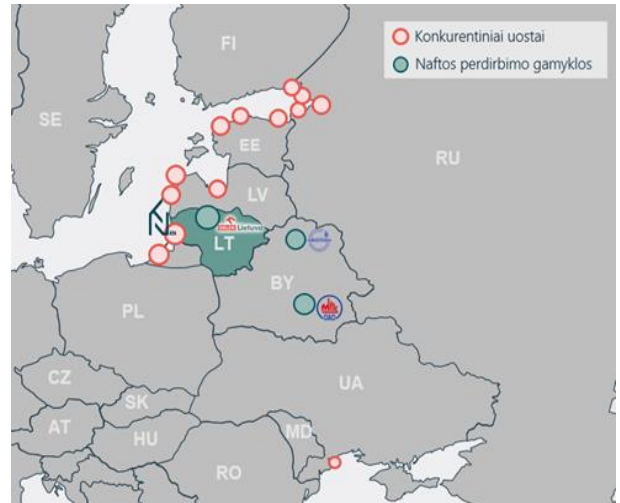 Konkurentiniai uostai
Naftos perdirbimo gamyklos
FI
SE
EE
RU
LV
Lietuva
LT
BY
PL
CZ
UA
SK
AT
HU
MD
RO